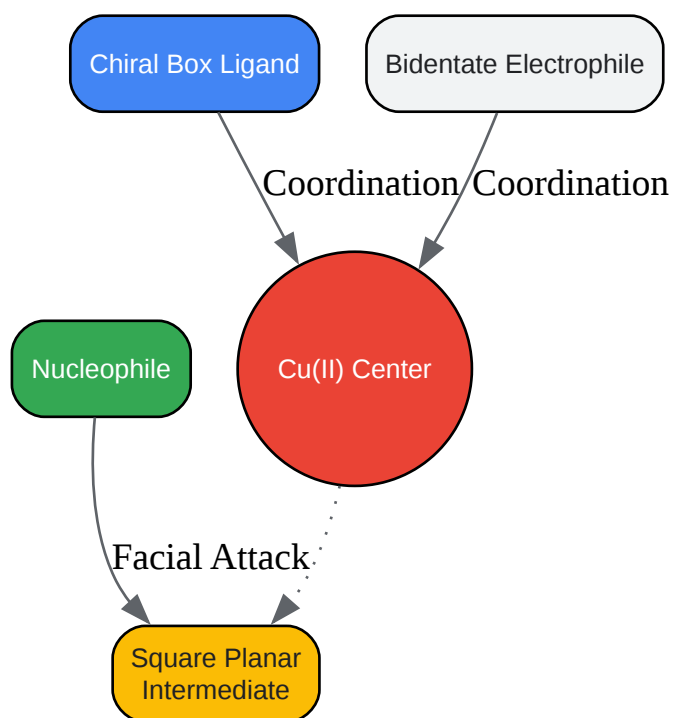 Chiral Box Ligand
Bidentate Electrophile
Coordination
Coordination
Nucleophile
Cu(II) Center
Facial Attack
Square Planar
Intermediate